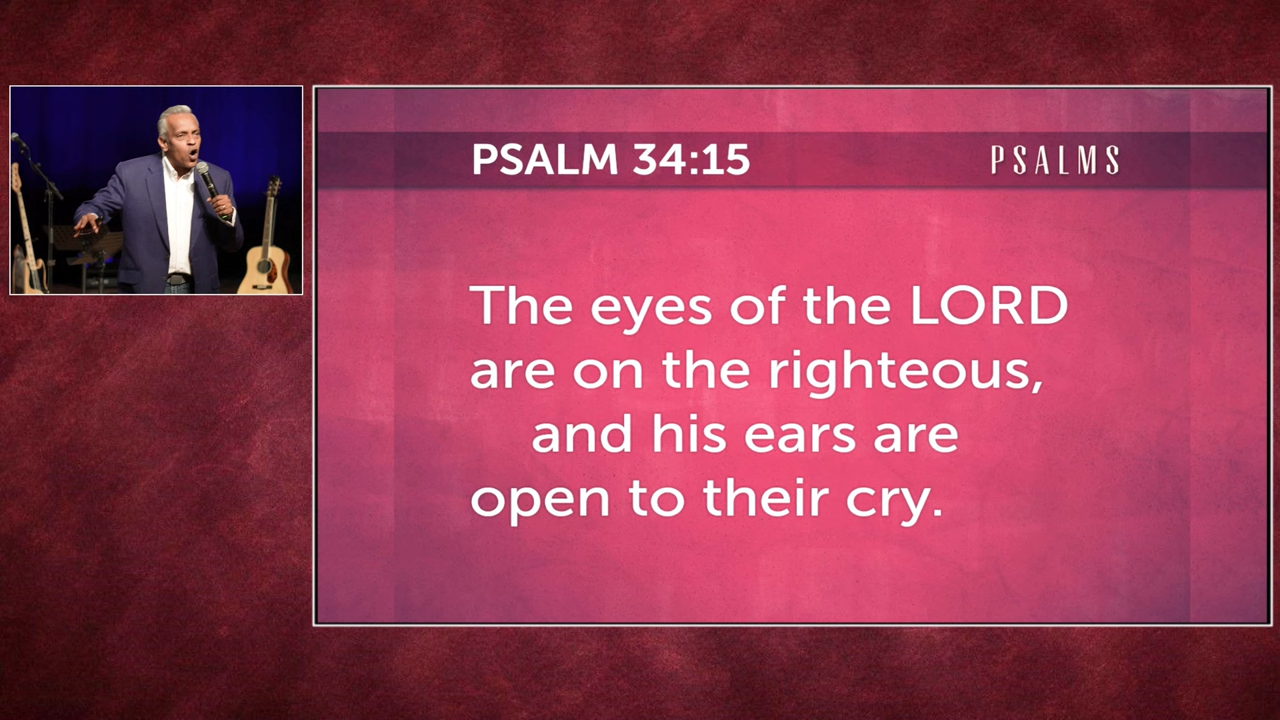 PSALM 34:15
PSALMS
The eyes of the LORD
are on the righteous,
and his ears are
open to their cry.